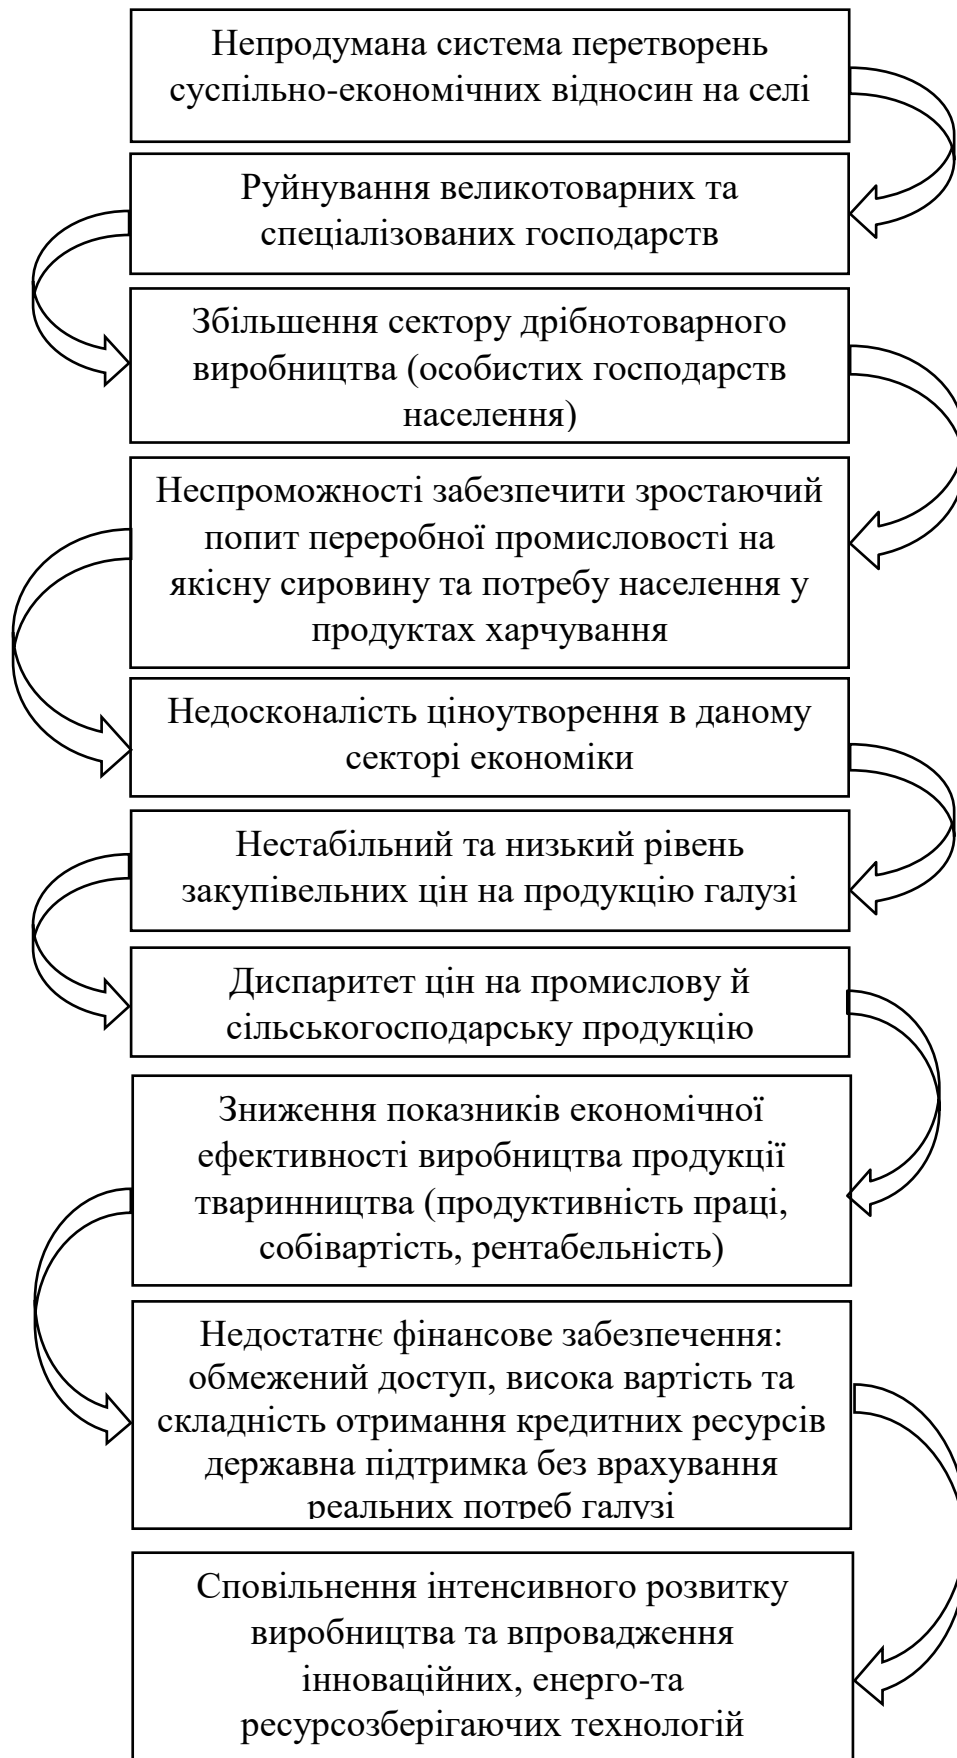 Непродумана система перетворень
суспільно-економічних відносин на селі
Руйнування великотоварних та
спеціалізованих господарств
Збільшення сектору дрібнотоварного
виробництва (особистих господарств
населення)
Неспроможності забезпечити зростаючий
попит переробної промисловості на
якісну сировину та потребу населення у
продуктах харчування
Недосконалість ціноутворення в даному
секторі економіки
Нестабільний та низький рівень
закупівельних цін на продукцію галузі
Диспаритет цін на промислову й
сільськогосподарську продукцію
Зниження показників економічної
ефективності виробництва продукції
тваринництва (продуктивність праці,
собівартість, рентабельність)
Недостатнє фінансове забезпечення:
обмежений доступ, висока вартість та
складність отримання кредитних ресурсів
державна підтримка без врахування
реальних потреб галузі
Сповільнення інтенсивного розвитку
виробництва та впровадження
інноваційних, енерго-та
ресурсозберігаючих технологій